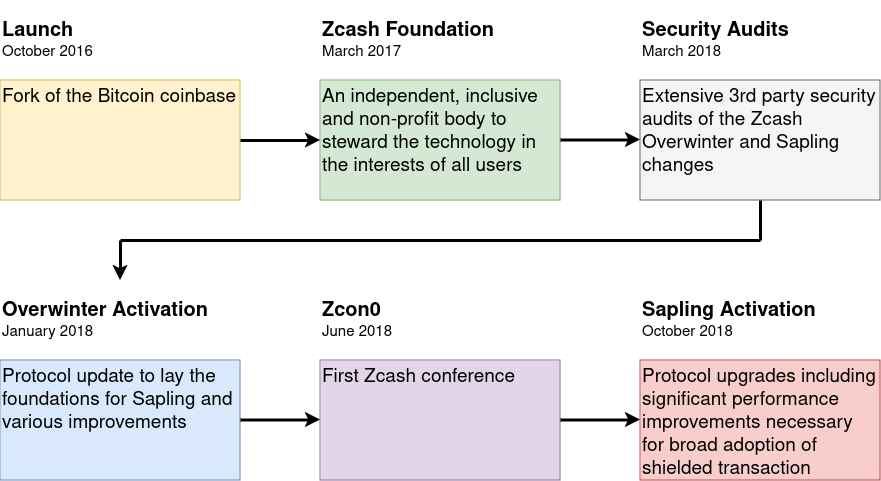 Launch
October 2016
Fork of the Bitcoin coinbase
Zcash Foundation
March 2017
An independent, inclusive
and non-profit body to
steward the technology in
the interests of all users
Security Audits
March 2018
Extensive 3rd party security
audits of the Zcash
Overwinter and Sapling
changes
Overwinter Activation
January 2018
Protocol update to lay the
foundations for Sapling and
various improvements
Zcon0
June 2018
First Zcash conference
Sapling Activation
October 2018
Protocol upgrades including
significant performance
improvements necessary
for broad adoption of
shielded transaction